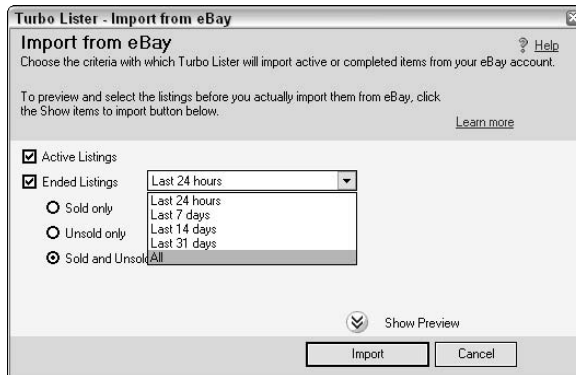 Turbo Lister - Import from eBay
Import from eBay
Help
Choose the criteria with which Turbo Lister will import active or completed items from your eBay account.
To preview and select the listings before you actually import them from eBay, click
the Show items to import button below.
Learn more
Active Listings
Ended Listings
Last 24 hours
Last 24 hours
Last 7 days
Last 14 days
Last 31 days
All
Sold only
Unsold only
Sold and Unsold
Show Preview
Import
Cancel